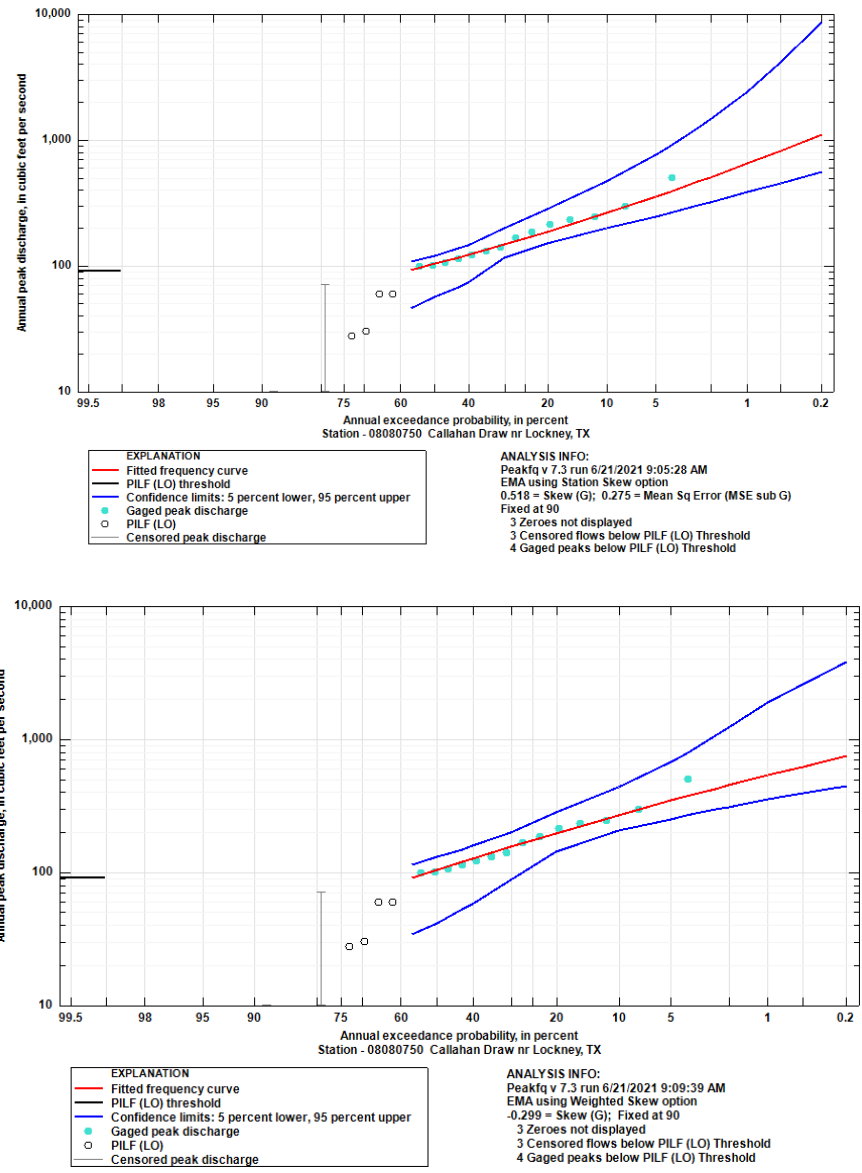 10,000
1,000
100
10
Annual peak discharge, in cubic feet per second
99.5 98 95 90 75 60 40 20 10 5 1 0.2
Annual exceedance probability, in percent
Station - 08080750 Callahan Draw nr Lockney, TX
EXPLANATION
Fitted frequency curve
PILF (LO) threshold
Confidence limits: 5 percent lower, 95 percent upper
Gaged peak discharge
PILF (LO)
Censored peak discharge
ANALYSIS INFO:
Peakfq v 7.3 run 6/21/2021 9:05:28 AM
EMA using Station Skew option
0.518 = Skew (G); 0.275 = Mean Sq Error (MSE sub G)
Fixed at 90
3 Zeroes not displayed
3 Censored flows below PILF (LO) Threshold
4 Gaged peaks below PILF (LO) Threshold
10,000
1,000
100
10
Annual peak discharge, in cubic feet per second
99.5 98 95 90 75 60 40 20 10 5 1 0.2
Annual exceedance probability, in percent
Station - 08080750 Callahan Draw nr Lockney, TX
EXPLANATION
Fitted frequency curve
PILF (LO) threshold
Confidence limits: 5 percent lower, 95 percent upper
Gaged peak discharge
PILF (LO)
Censored peak discharge
ANALYSIS INFO:
Peakfq v 7.3 run 6/21/2021 9:09:39 AM
EMA using Weighted Skew option
-0.299 = Skew (G); Fixed at 90
3 Zeroes not displayed
3 Censored flows below PILF (LO) Threshold
4 Gaged peaks below PILF (LO) Threshold